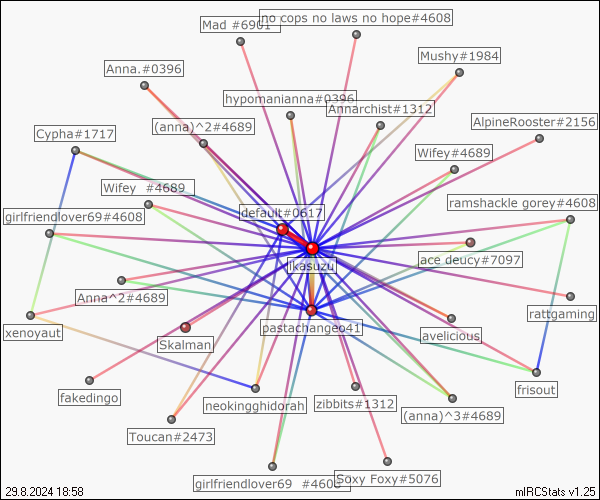 no cops no laws no hope#4608
Mad #6901
Mushy#1984
Anna.#0396
hypomanianna#0396
Annarchist#1312
AlpineRooster#2156
(anna)^2#4689
Cypha#1717
Wifey#4689
Wifey  #4689
ramshackle gorey#4608
default#0617
girlfriendlover69#4608
ikasuzu
ace.deucy#7097
Anna^2#4689
rattgaming
pastachangeo41
xenoyaut
Skalman
avelicious
fakedingo
frisout
neokingghidorah
zibbits#1312
(anna)^3#4689
Toucan#2473
girlfriendlover69  #4608
Soxy Foxy#5076
29.8.2024 18:58
mIRCStats v1.25